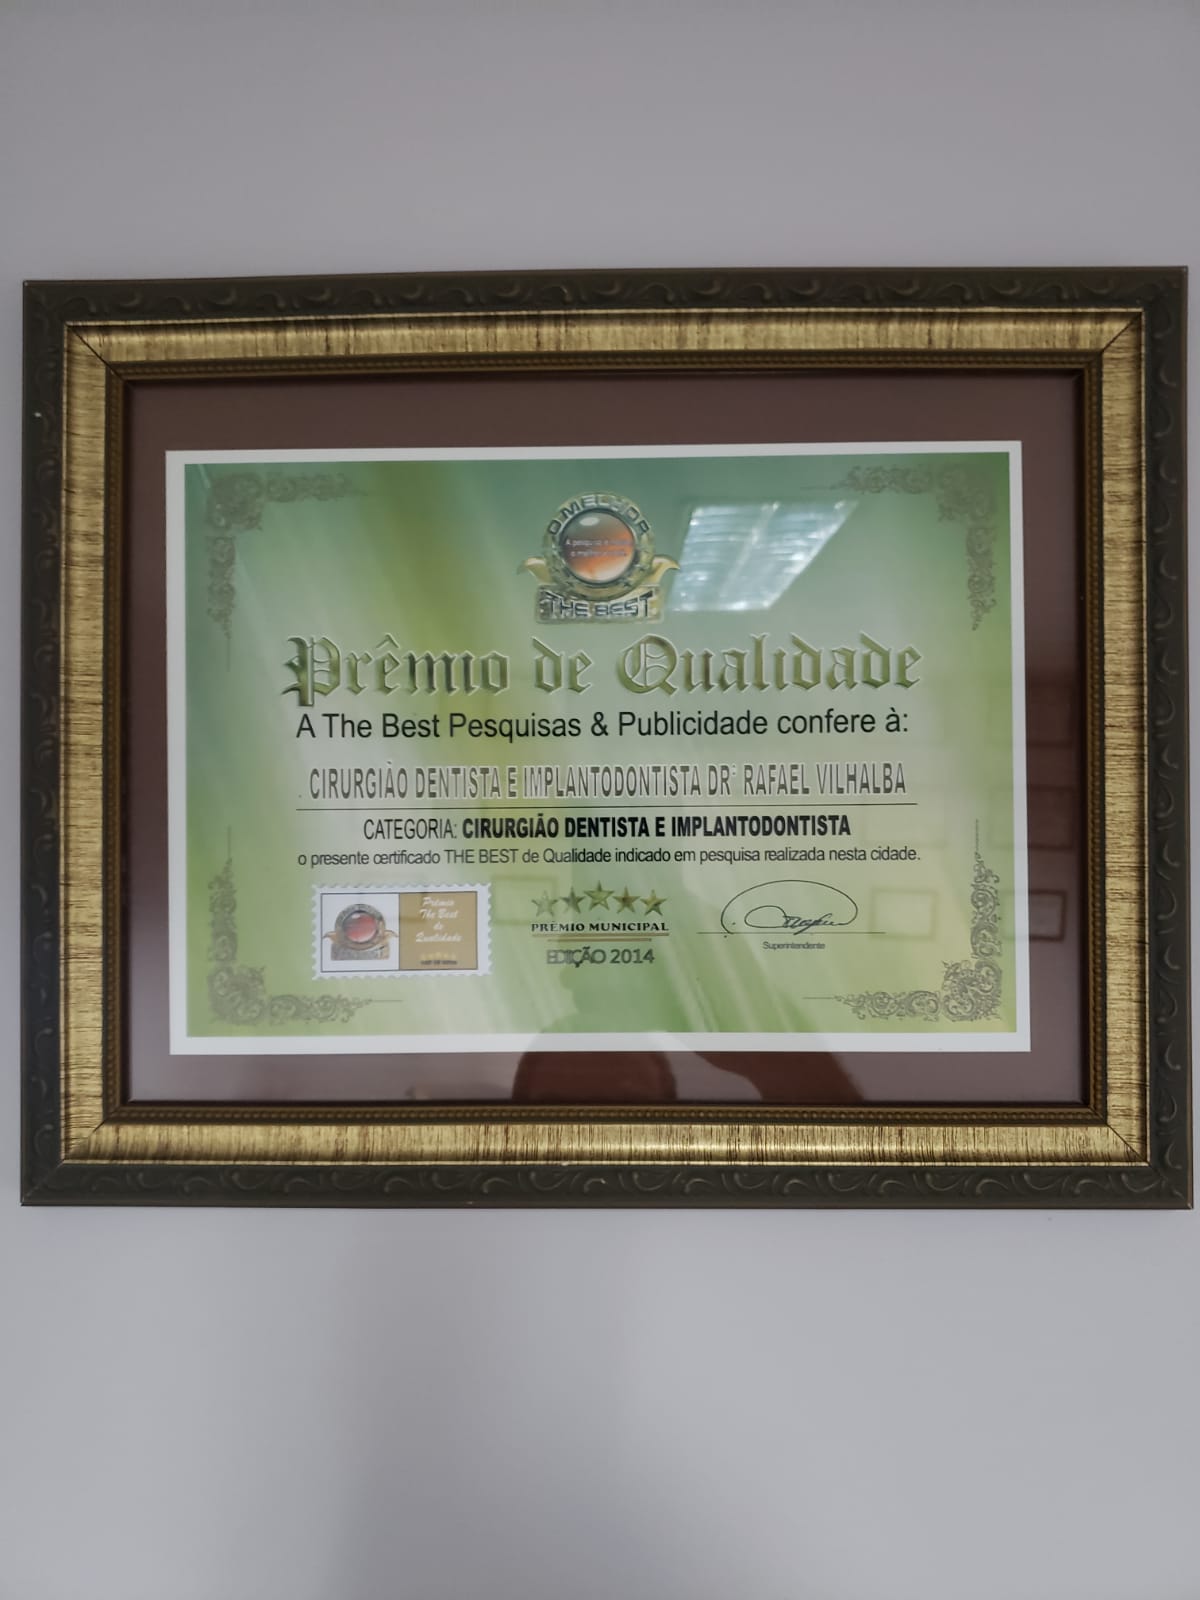 O MELHOR
THE BEST
Prêmio de Qualidade
A The Best Pesquisas & Publicidade confere à:
CIRURGIÃO DENTISTA E IMPLANTODONTISTA DRº RAFAEL VILHALBA
CATEGORIA: CIRURGIÃO DENTISTA E IMPLANTODONTISTA
o presente certificado THE BEST de Qualidade indicado em pesquisa realizada nesta cidade.
Prêmio
The Best
de
Qualidade
PRÊMIO MUNICIPAL
EDIÇÃO 2014
Superintendente